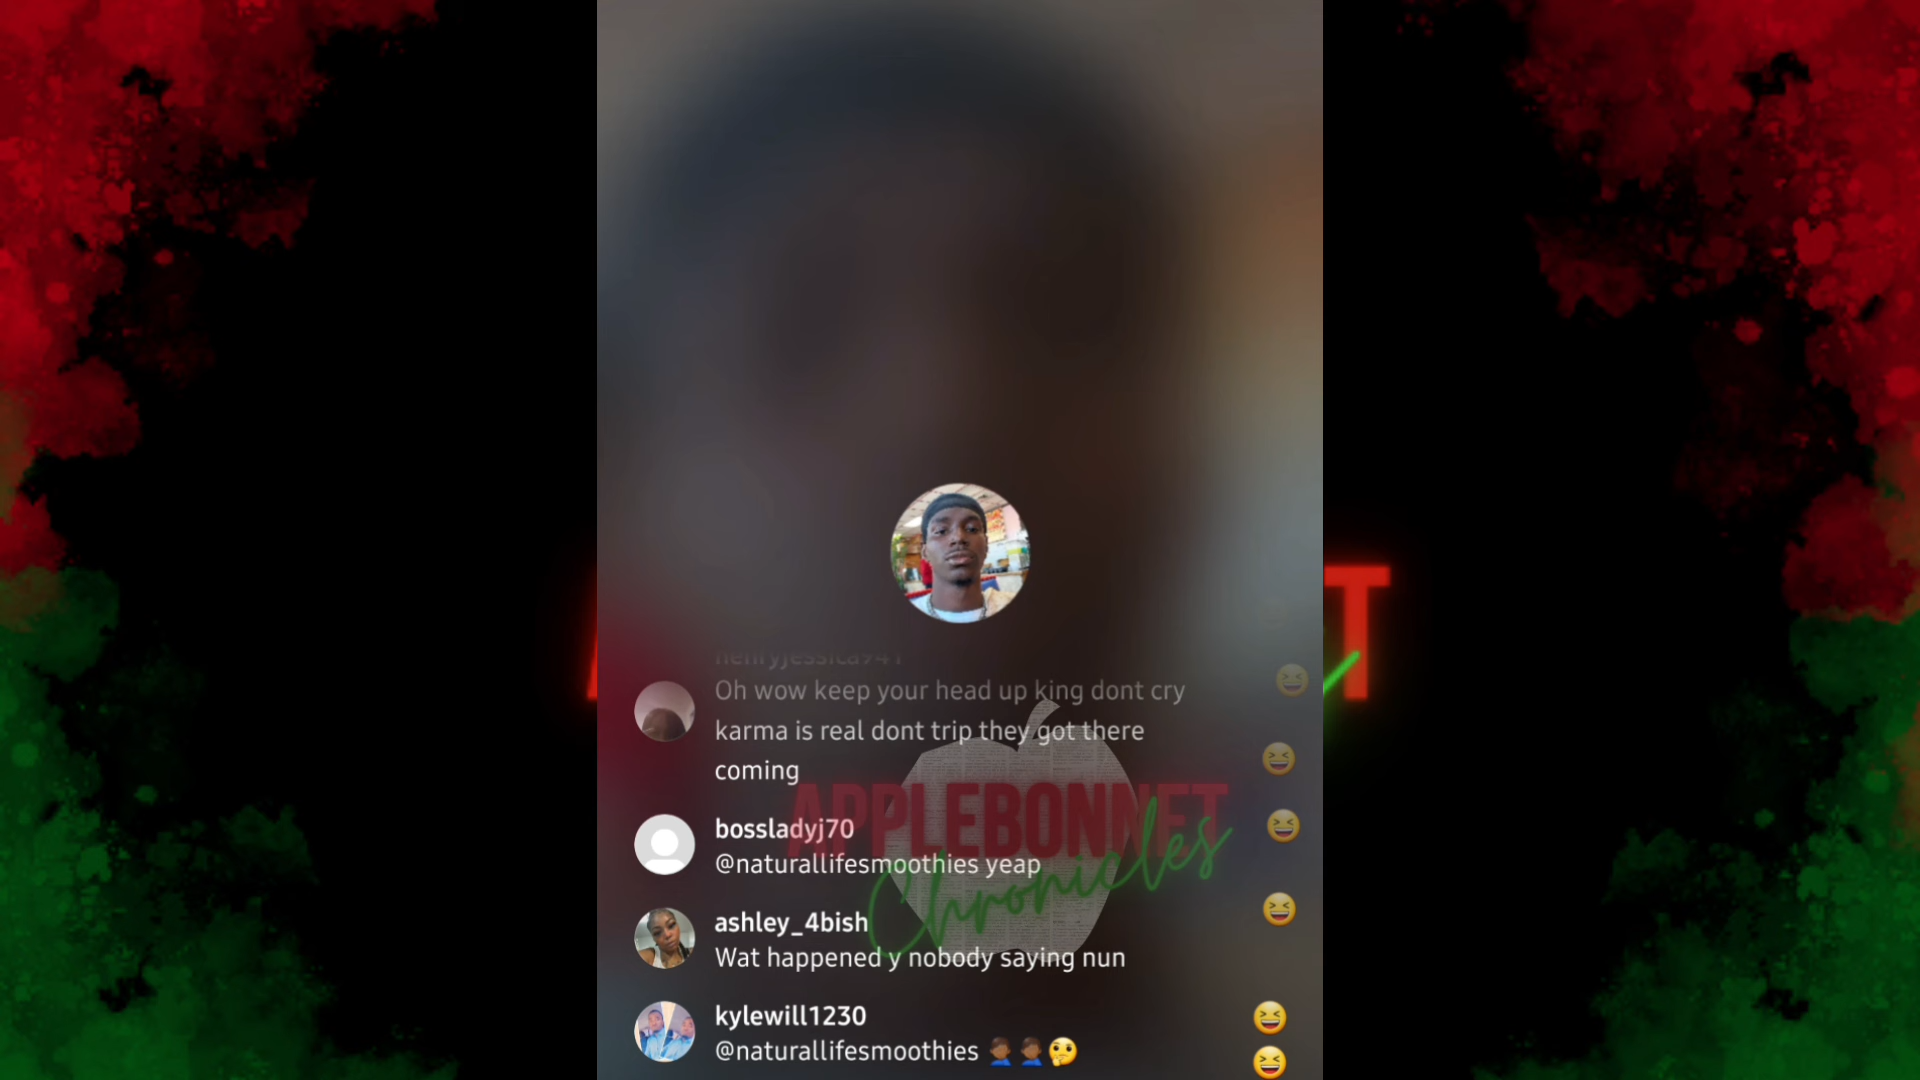 henryjessica941
Oh wow keep your head up king dont cry
karma is real dont trip they got there
coming
bossladyj70
@naturallifesmoothies yeap
ashley_4bish
Wat happened y nobody saying nun
kylewill1230
@naturallifesmoothies
APPLEBONNET
Chronicles
T